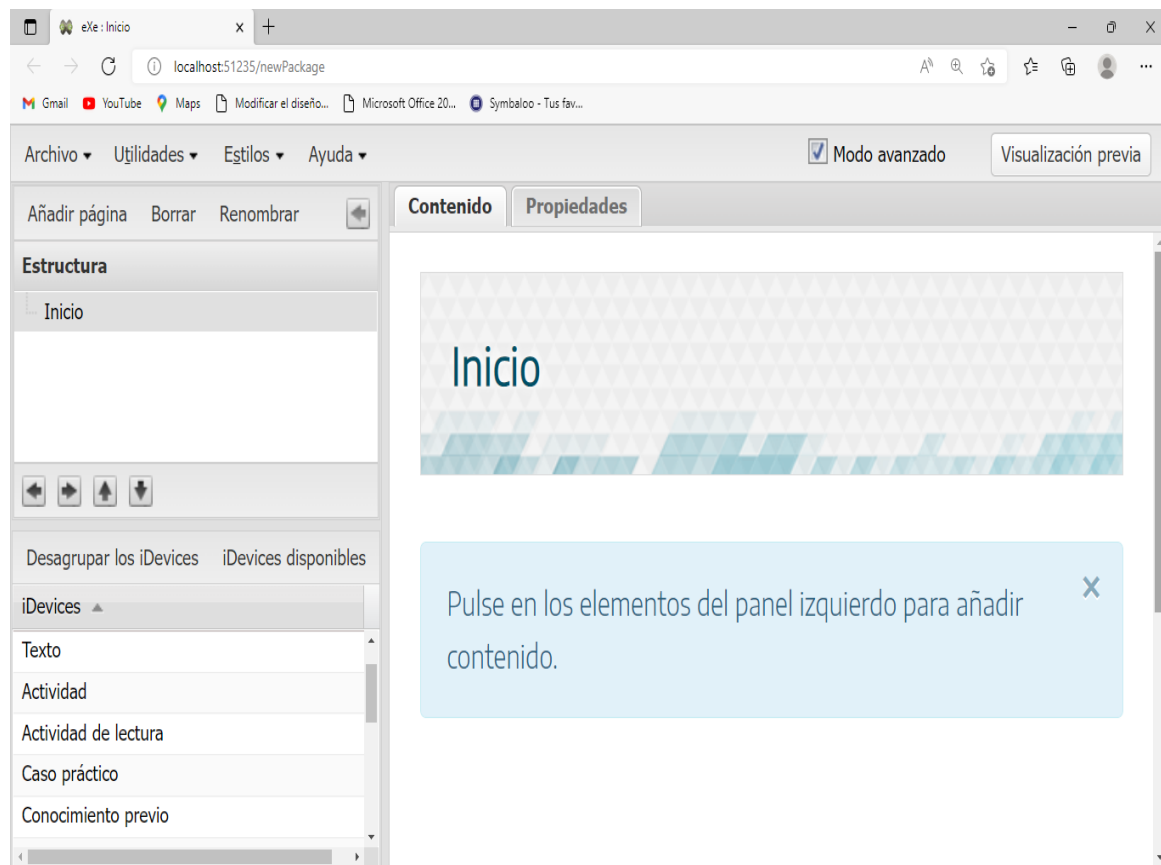 eXe : Inicio
localhost:51235/newPackage
Gmail YouTube Maps Modificar el diseño... Microsoft Office 20... Symbaloo - Tus fav...
Archivo Utilidades Estilos Ayuda Modo avanzado Visualización previa
Añadir página Borrar Renombrar
Contenido Propiedades
Estructura
Inicio
Inicio
Desagrupar los iDevices iDevices disponibles
iDevices
Texto
Actividad
Actividad de lectura
Caso práctico
Conocimiento previo
Pulse en los elementos del panel izquierdo para añadir
contenido.